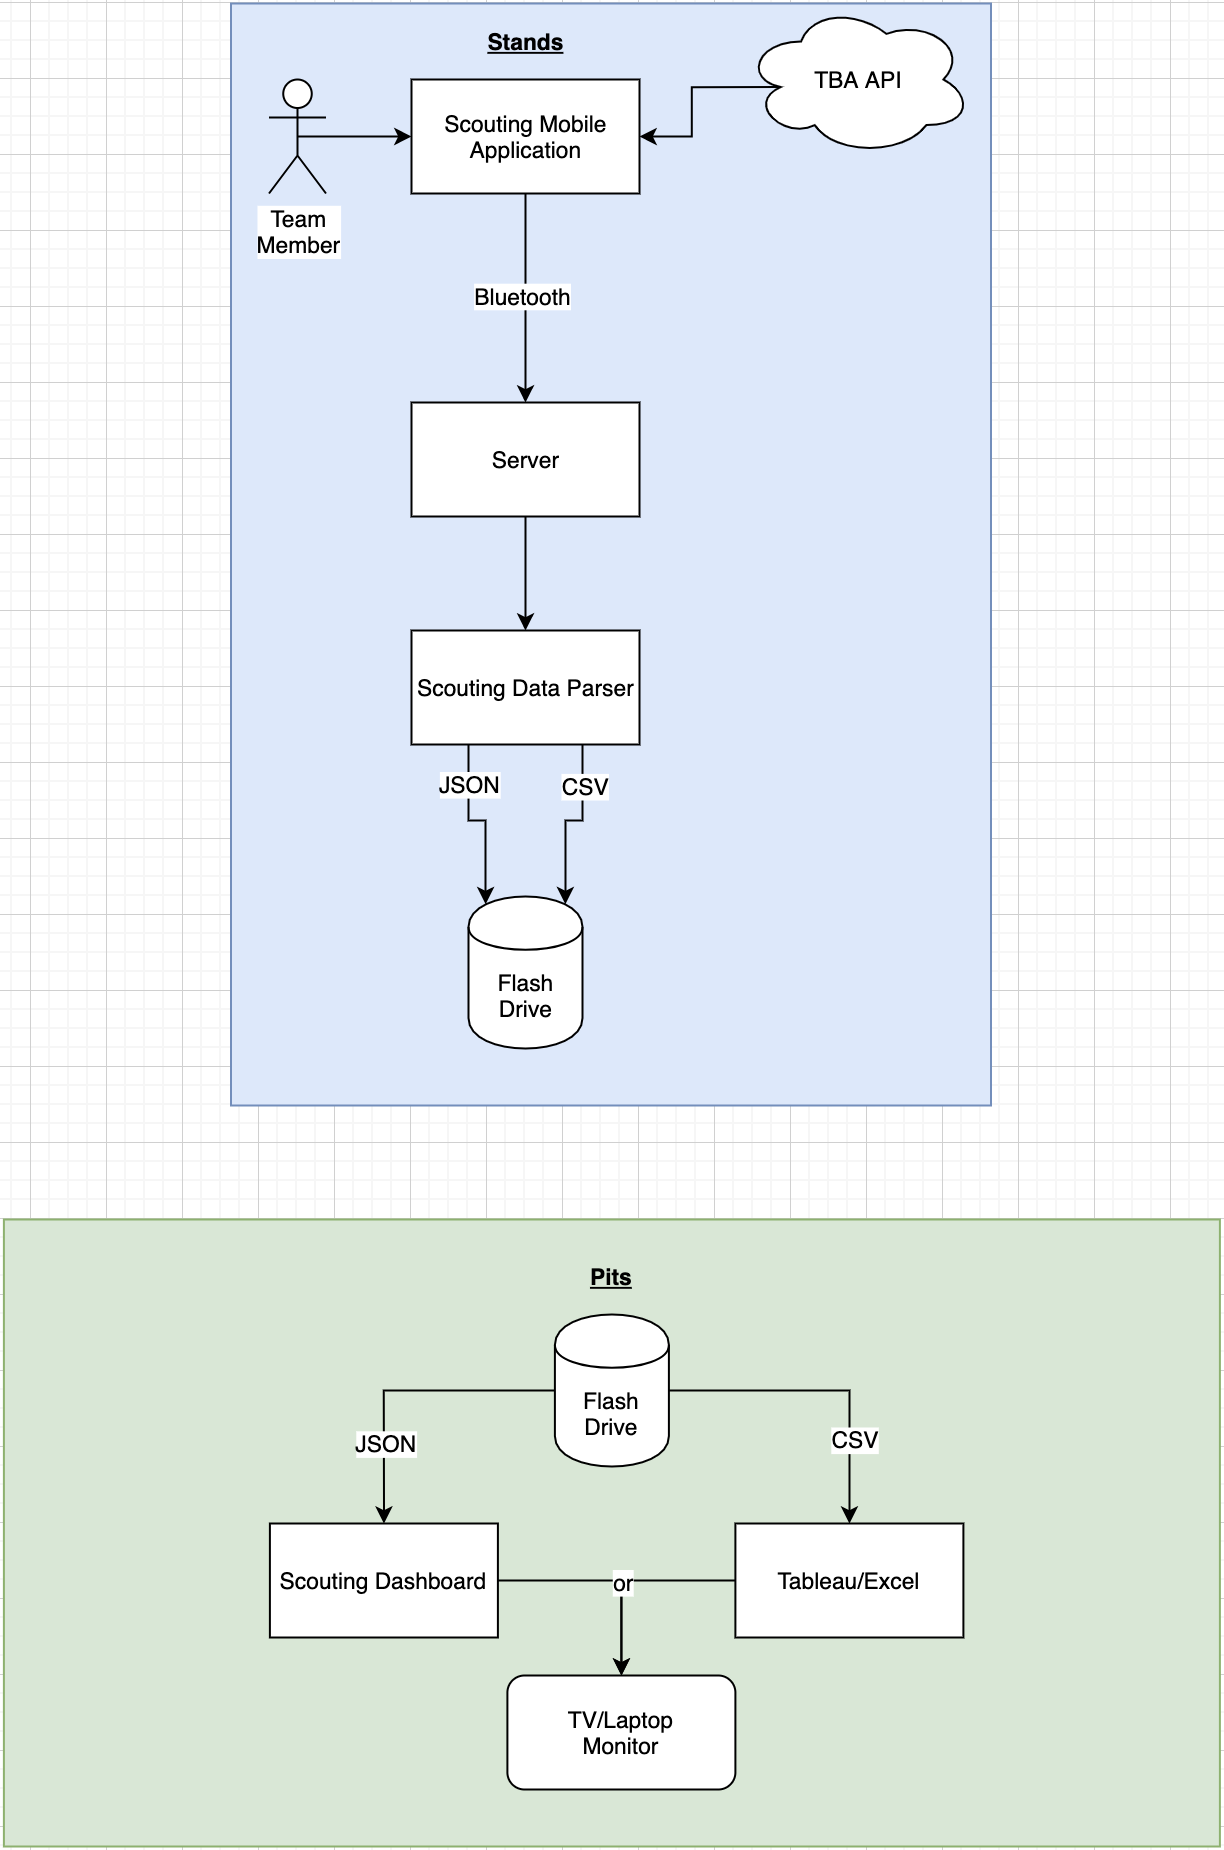 Stands
TBA API
Scouting Mobile
Application
Team
Member
Bluetooth
Server
Scouting Data Parser
JSON
CSV
Flash
Drive
Pits
Flash
Drive
JSON
CSV
Scouting Dashboard
or
Tableau/Excel
TV/Laptop
Monitor